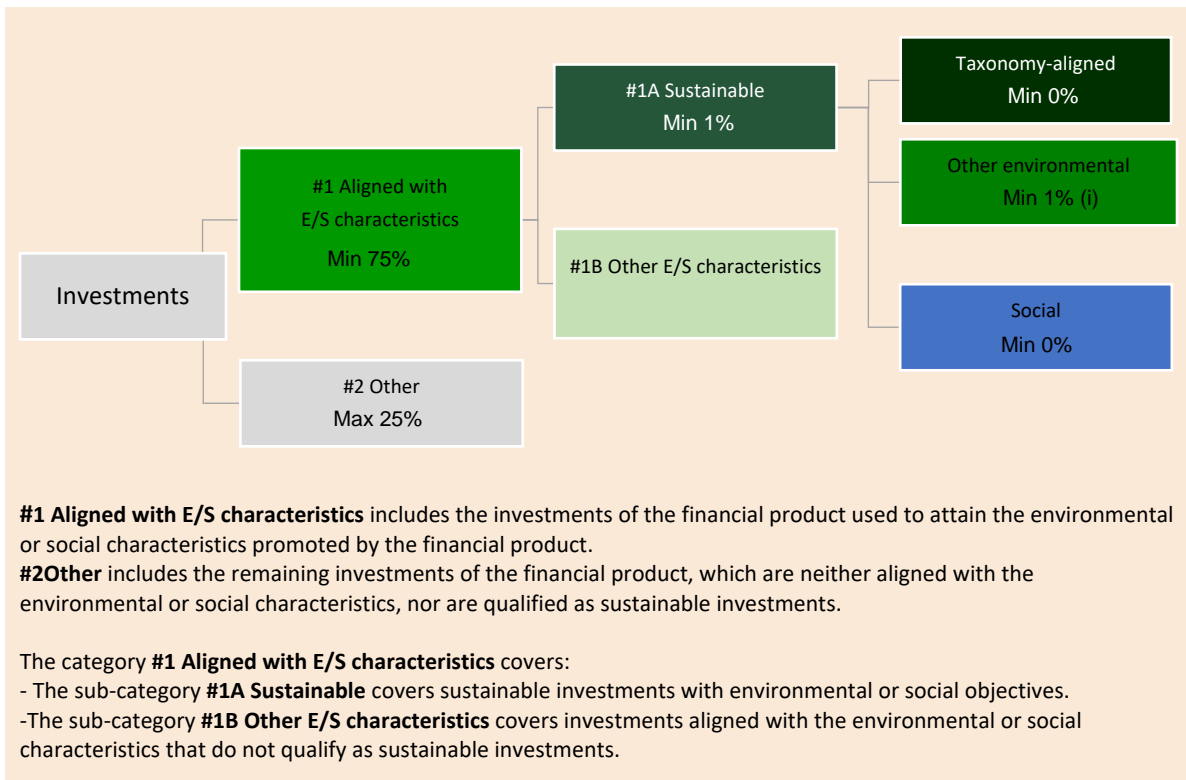 Investments
#1 Aligned with
E/S characteristics
Min 75%
#2 Other
Max 25%
#1A Sustainable
Min 1%
#1B Other E/S characteristics
Taxonomy-aligned
Min 0%
Other environmental
Min 1% (i)
Social
Min 0%
#1 Aligned with E/S characteristics includes the investments of the financial product used to attain the environmental
or social characteristics promoted by the financial product.
#2Other includes the remaining investments of the financial product, which are neither aligned with the
environmental or social characteristics, nor are qualified as sustainable investments.
The category #1 Aligned with E/S characteristics covers:
- The sub-category #1A Sustainable covers sustainable investments with environmental or social objectives.
-The sub-category #1B Other E/S characteristics covers investments aligned with the environmental or social
characteristics that do not qualify as sustainable investments.